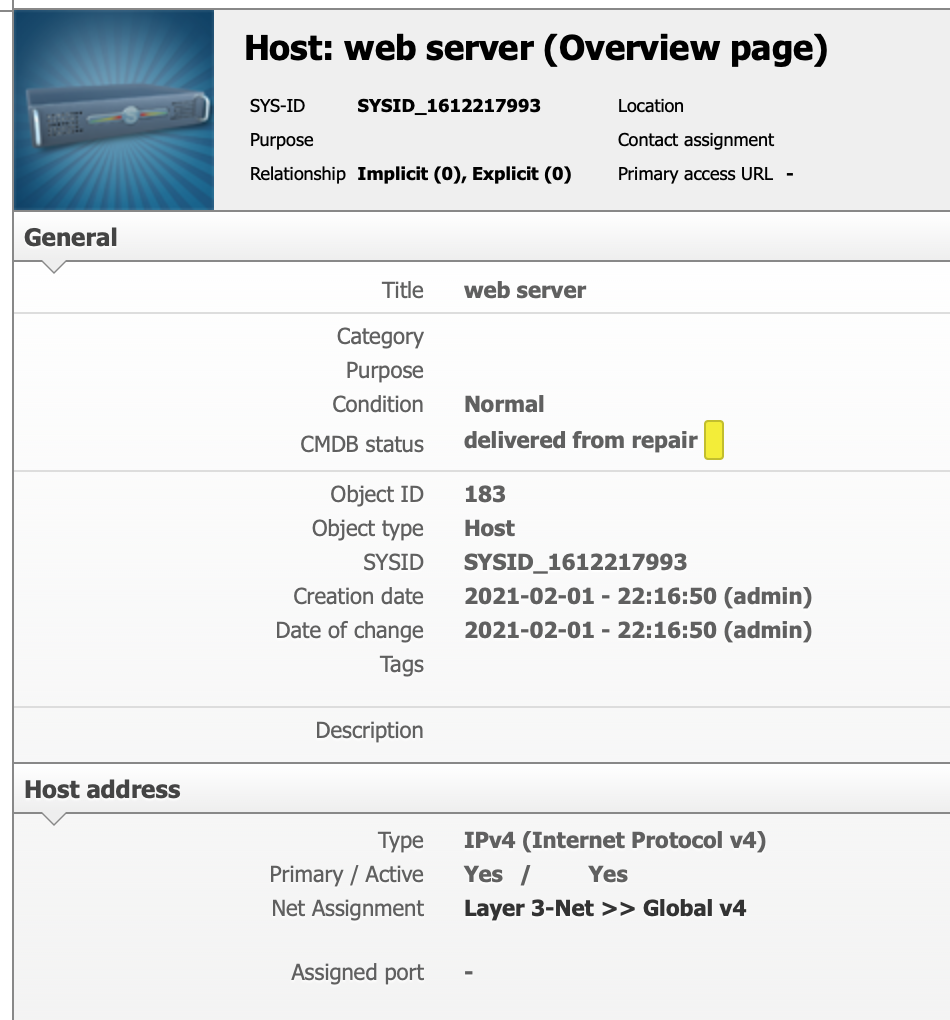 Host: web server (Overview page)
SYS-ID SYSID_1612217993 Location
Purpose Contact assignment
Relationship Implicit (0), Explicit (0) Primary access URL -
General
Title web server
Category
Purpose
Condition Normal
CMDB status delivered from repair
Object ID 183
Object type Host
SYSID SYSID_1612217993
Creation date 2021-02-01 - 22:16:50 (admin)
Date of change 2021-02-01 - 22:16:50 (admin)
Tags
Description
Host address
Type IPv4 (Internet Protocol v4)
Primary / Active Yes / Yes
Net Assignment Layer 3-Net >> Global v4
Assigned port -